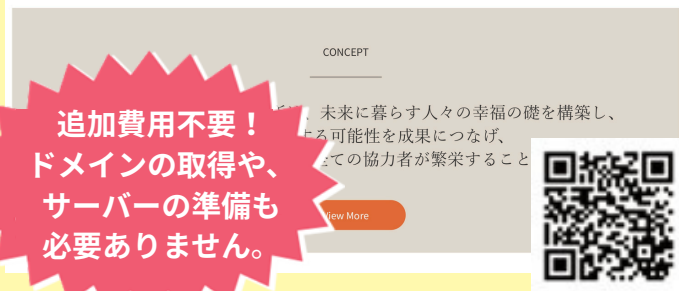 CONCEPT
、未来に暮らす人々の幸福の礎を構築し、
する可能性を成果につなげ、
全ての協力者が繁栄すること
View More
追加費用不要！
ドメインの取得や、
サーバーの準備も
必要ありません。